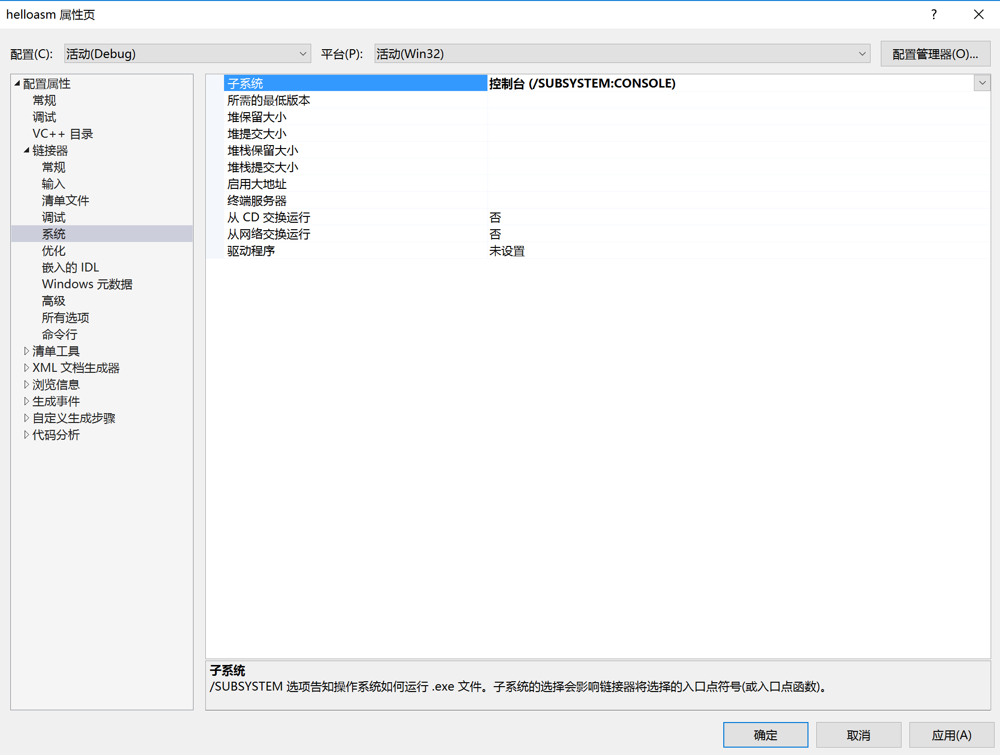 helloasm 属性页
?
配置(C): 活动(Debug) 平台(P): 活动(Win32) 配置管理器(O)...
配置属性
常规
调试
VC++ 目录
链接器
常规
输入
清单文件
调试
系统
优化
嵌入的 IDL
Windows 元数据
高级
所有选项
命令行
清单工具
XML 文档生成器
浏览信息
生成事件
自定义生成步骤
代码分析
子系统 控制台 (/SUBSYSTEM:CONSOLE)
所需的最低版本
堆保留大小
堆提交大小
堆栈保留大小
堆栈提交大小
启用大地址
终端服务器
从 CD 交换运行 否
从网络交换运行 否
驱动程序 未设置
子系统
/SUBSYSTEM 选项告知操作系统如何运行 .exe 文件。子系统的选择会影响链接器将选择的入口点符号(或入口点函数)。
确定 取消 应用(A)